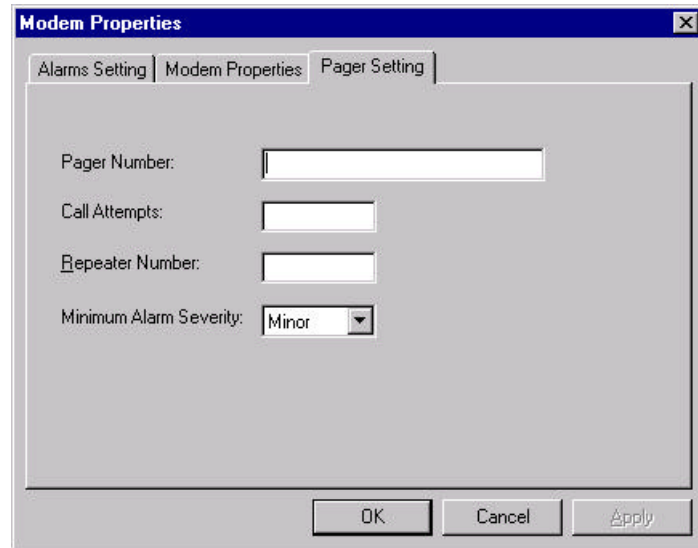 Modem Properties
Alarms Setting Modem Properties Pager Setting
Pager Number:
Call Attempts:
Repeater Number:
Minimum Alarm Severity: Minor
OK Cancel Apply